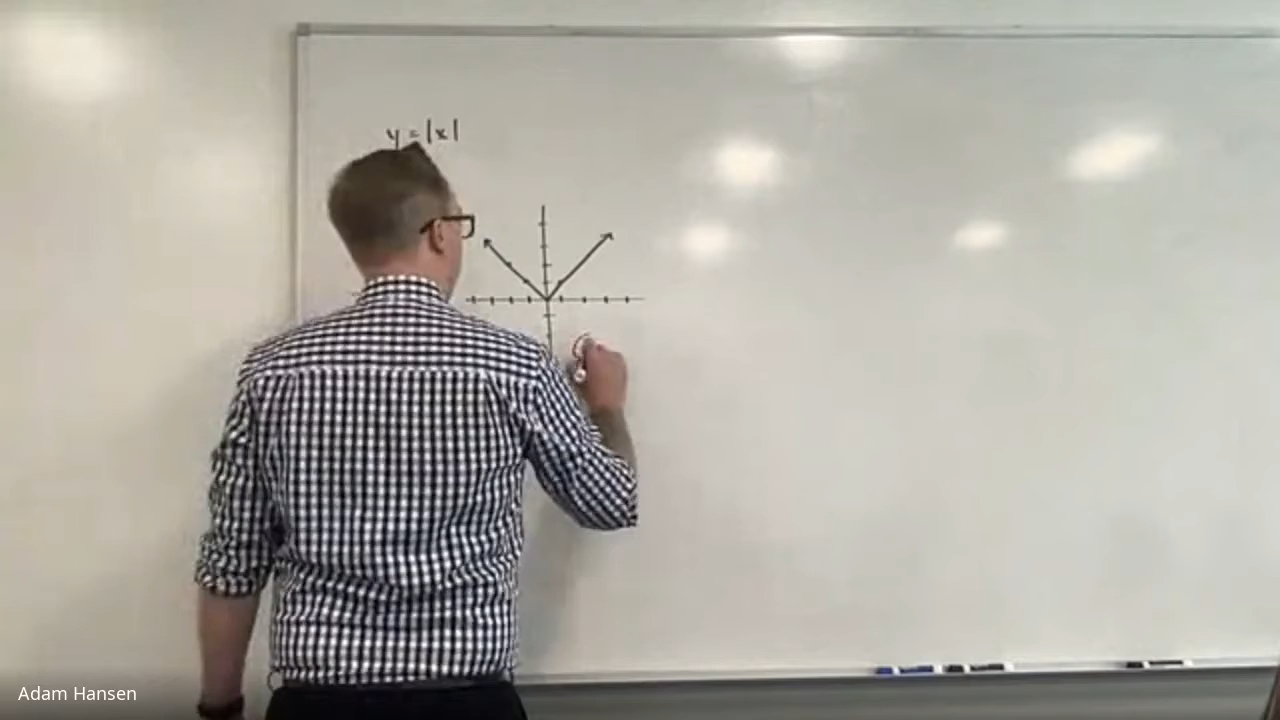 y = |x|
Adam Hansen